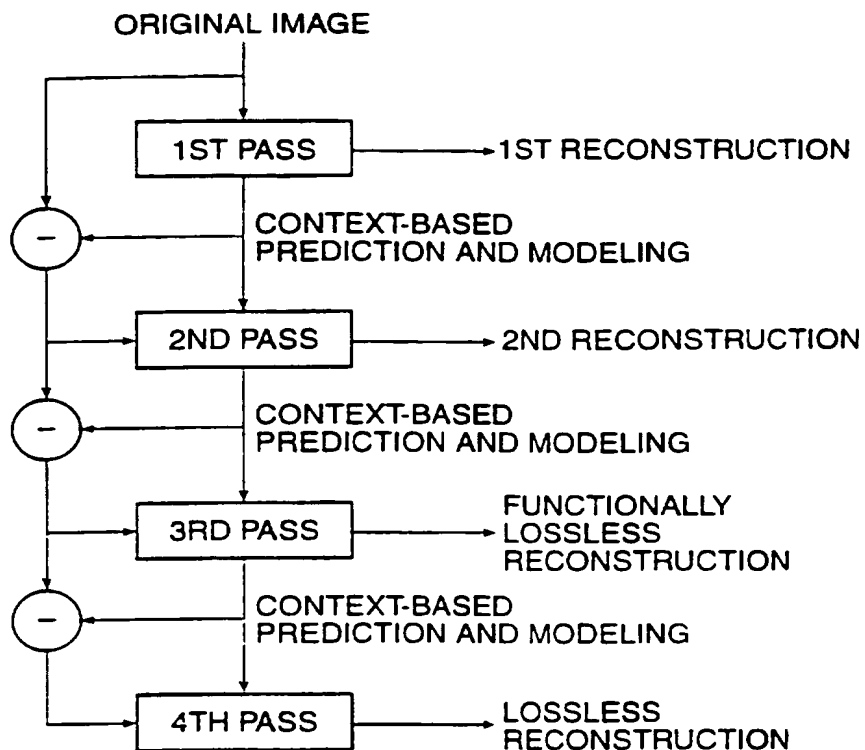 ORIGINAL IMAGE
1ST PASS
1ST RECONSTRUCTION
−
CONTEXT-BASED
PREDICTION AND MODELING
2ND PASS
2ND RECONSTRUCTION
−
CONTEXT-BASED
PREDICTION AND MODELING
3RD PASS
FUNCTIONALLY
LOSSLESS
RECONSTRUCTION
−
CONTEXT-BASED
PREDICTION AND MODELING
4TH PASS
LOSSLESS
RECONSTRUCTION